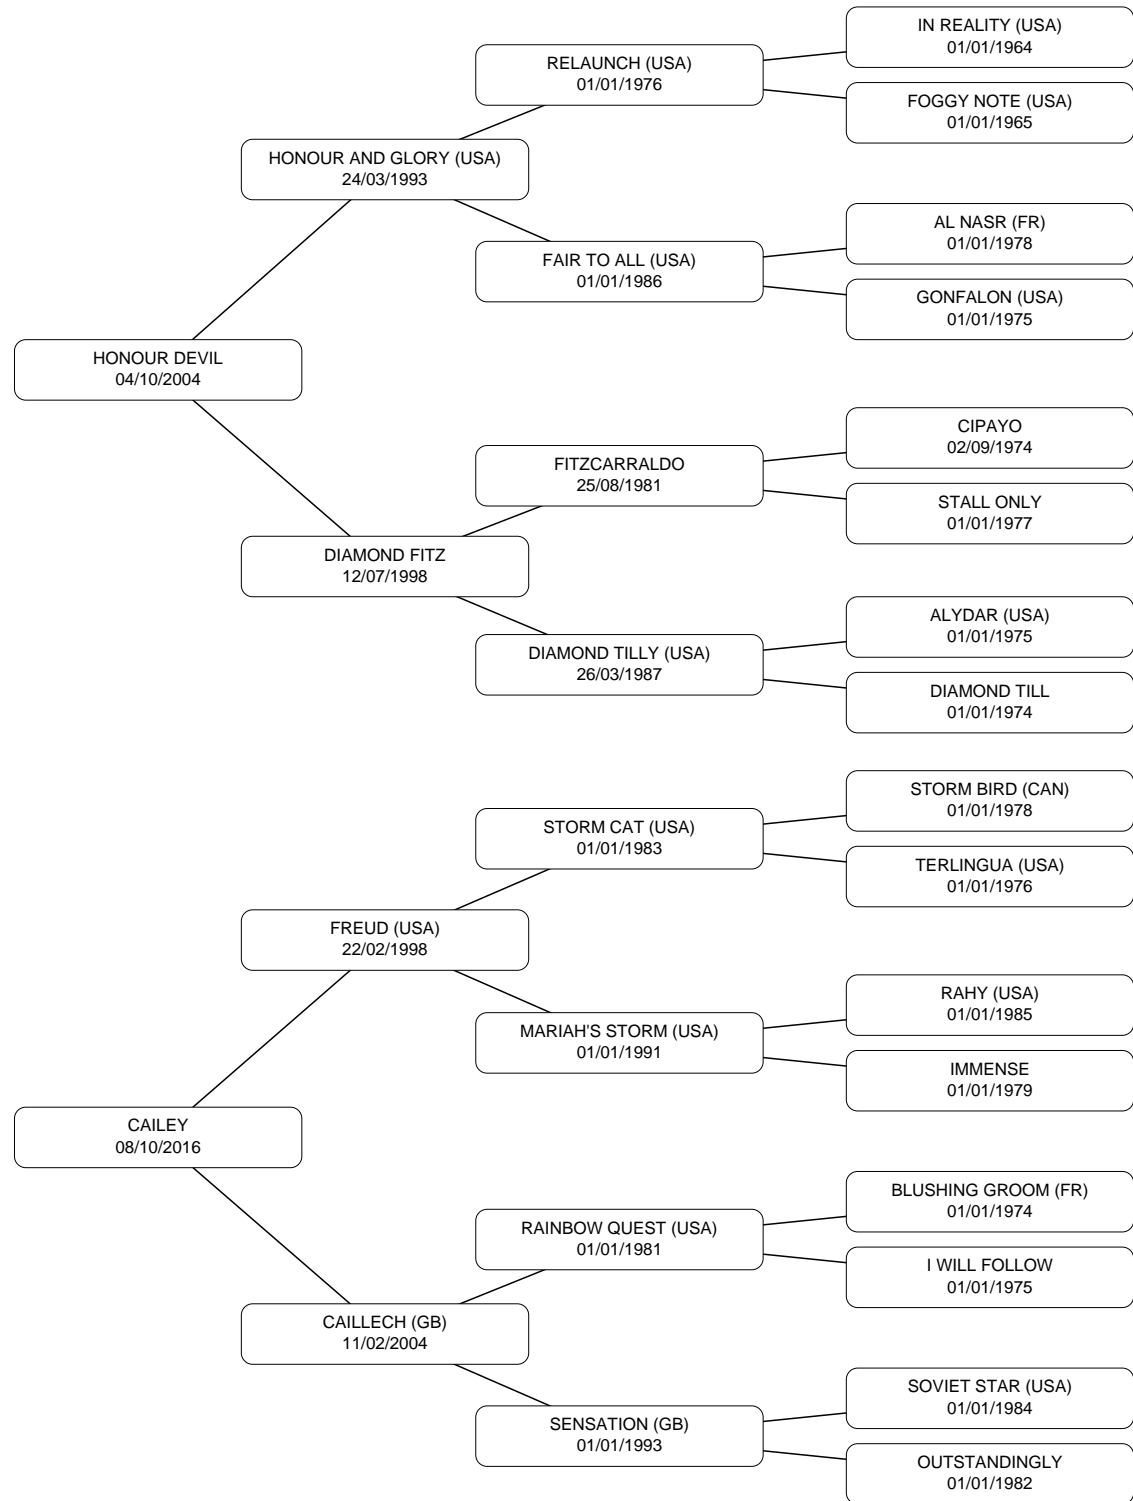 IN REALITY (USA)
01/01/1964
RELAUNCH (USA)
01/01/1976
FOGGY NOTE (USA)
01/01/1965
HONOUR AND GLORY (USA)
24/03/1993
AL NASR (FR)
01/01/1978
FAIR TO ALL (USA)
01/01/1986
GONFALON (USA)
01/01/1975
HONOUR DEVIL
04/10/2004
CIPAYO
02/09/1974
FITZCARRALDO
25/08/1981
STALL ONLY
01/01/1977
DIAMOND FITZ
12/07/1998
ALYDAR (USA)
01/01/1975
DIAMOND TILLY (USA)
26/03/1987
DIAMOND TILL
01/01/1974
STORM BIRD (CAN)
01/01/1978
STORM CAT (USA)
01/01/1983
TERLINGUA (USA)
01/01/1976
FREUD (USA)
22/02/1998
RAHY (USA)
01/01/1985
MARIAH'S STORM (USA)
01/01/1991
IMMENSE
01/01/1979
CAILEY
08/10/2016
BLUSHING GROOM (FR)
01/01/1974
RAINBOW QUEST (USA)
01/01/1981
I WILL FOLLOW
01/01/1975
CAILLECH (GB)
11/02/2004
SOVIET STAR (USA)
01/01/1984
SENSATION (GB)
01/01/1993
OUTSTANDINGLY
01/01/1982